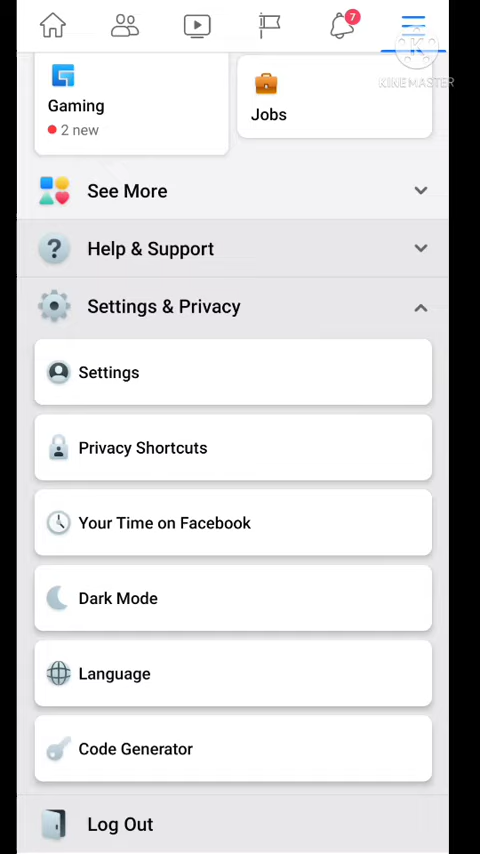 7
KINEMASTER
Gaming
2 new
Jobs
See More
Help & Support
Settings & Privacy
Settings
Privacy Shortcuts
Your Time on Facebook
Dark Mode
Language
Code Generator
Log Out